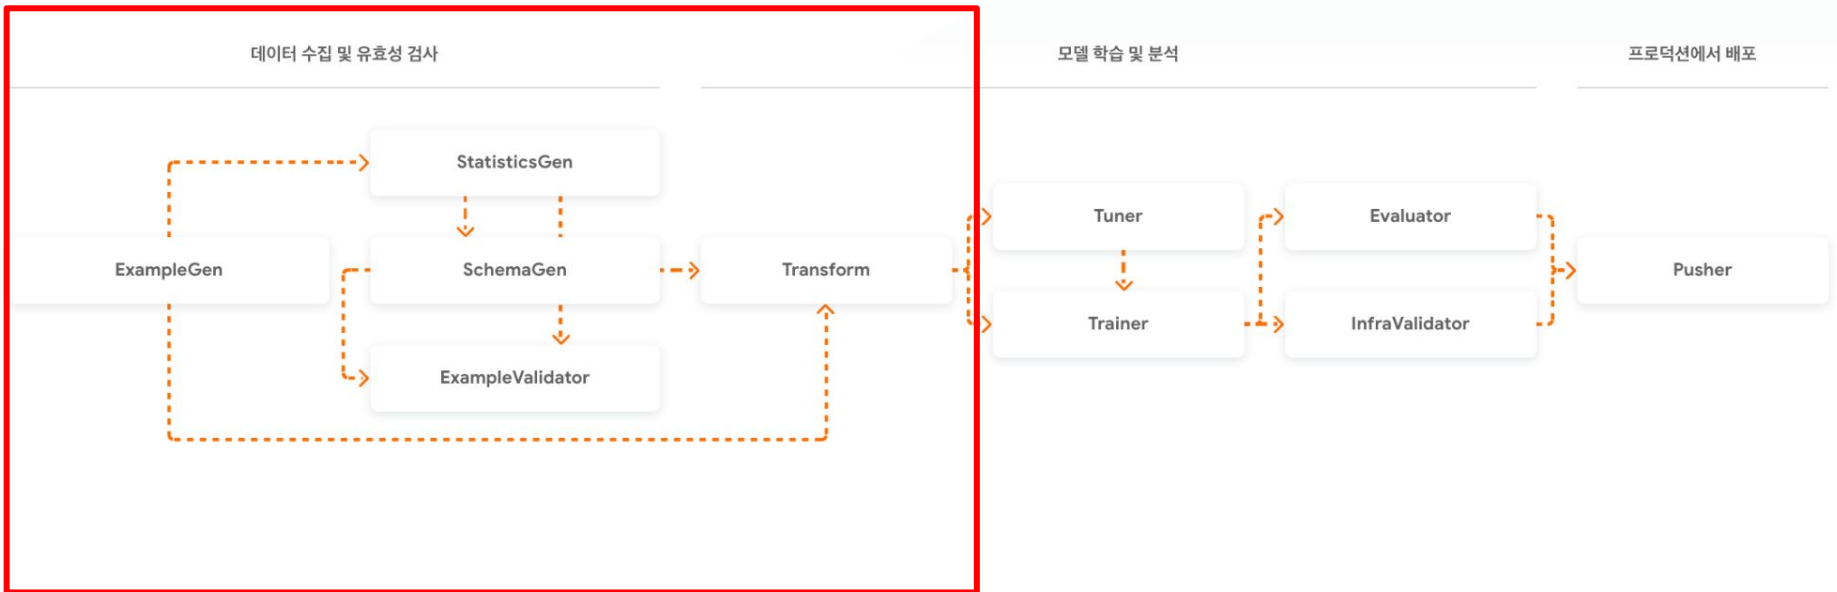 데이터 수집 및 유효성 검사
모델 학습 및 분석
프로덕션에서 배포
StatisticsGen
ExampleGen
SchemaGen
ExampleValidator
Transform
Tuner
Trainer
Evaluator
InfraValidator
Pusher